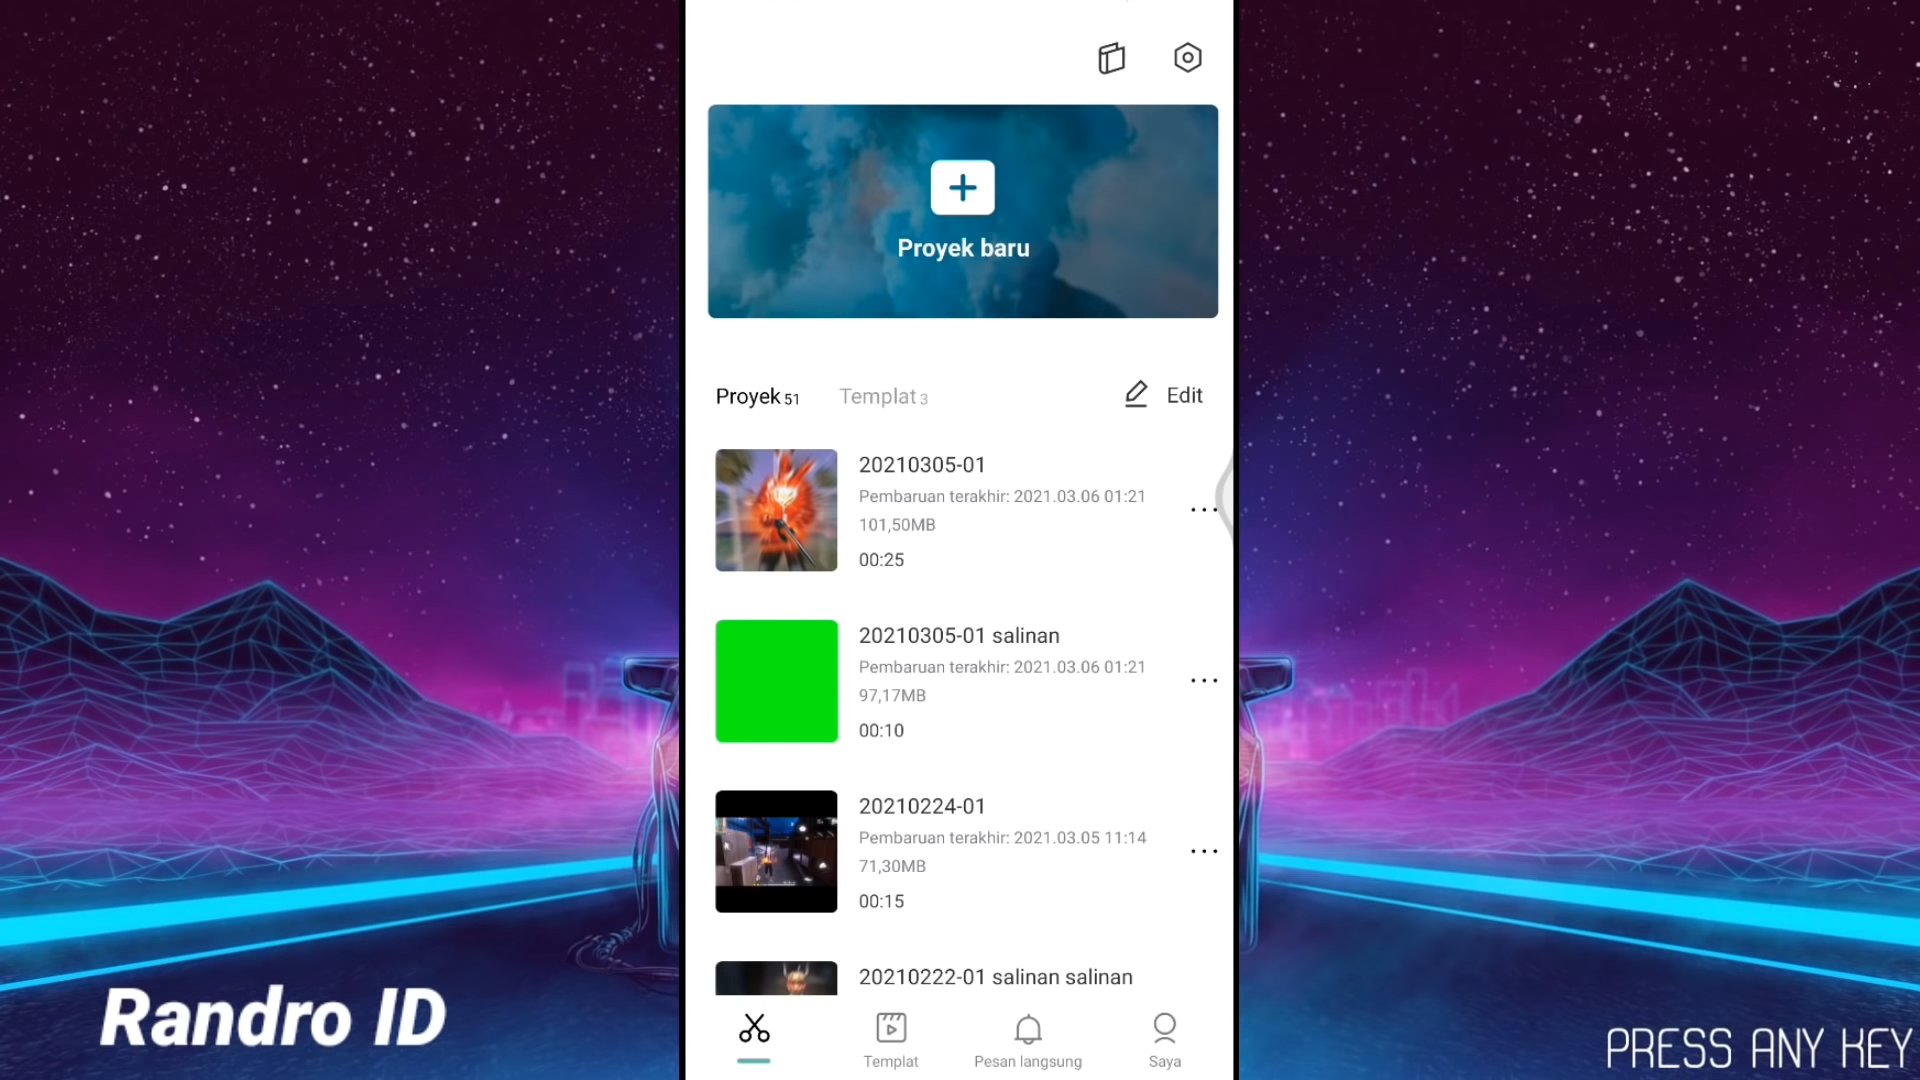 Proyek baru
Proyek 51
Templat 3
Edit
20210305-01
Pembaruan terakhir: 2021.03.06 01:21
101,50MB
00:25
20210305-01 salinan
Pembaruan terakhir: 2021.03.06 01:21
97,17MB
00:10
20210224-01
Pembaruan terakhir: 2021.03.05 11:14
71,30MB
00:15
20210222-01 salinan salinan
Templat
Pesan langsung
Saya
Randro ID
PRESS ANY KEY